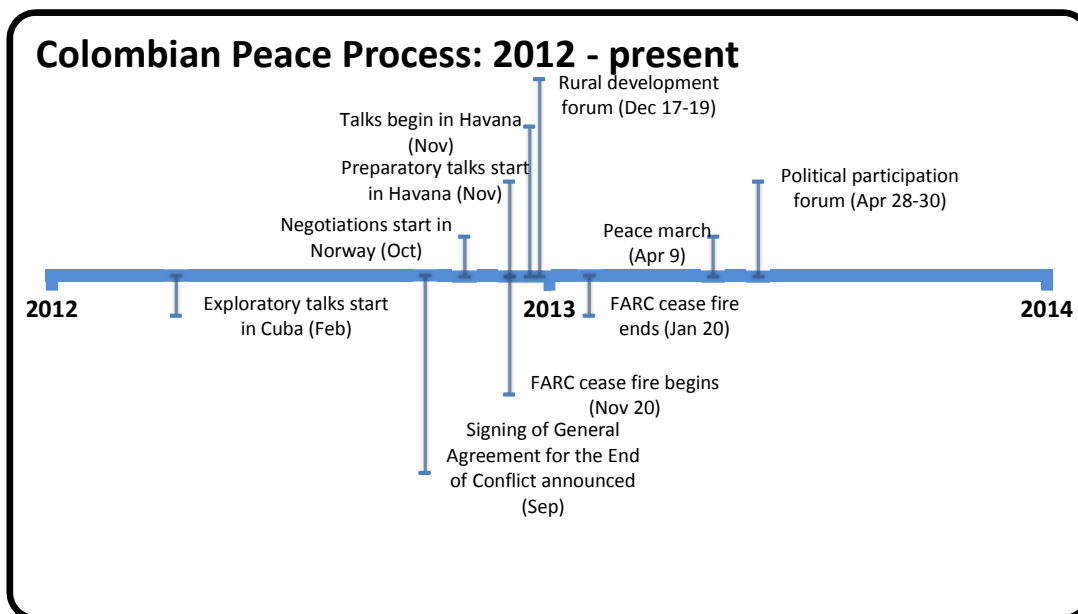 Colombian Peace Process: 2012 - present
Rural development
forum (Dec 17-19)
Talks begin in Havana
(Nov)
Preparatory talks start
in Havana (Nov)
Political participation
forum (Apr 28-30)
Negotiations start in
Norway (Oct)
Peace march
(Apr 9)
2012
2013
2014
Exploratory talks start
in Cuba (Feb)
FARC cease fire
ends (Jan 20)
FARC cease fire begins
(Nov 20)
Signing of General
Agreement for the End
of Conflict announced
(Sep)